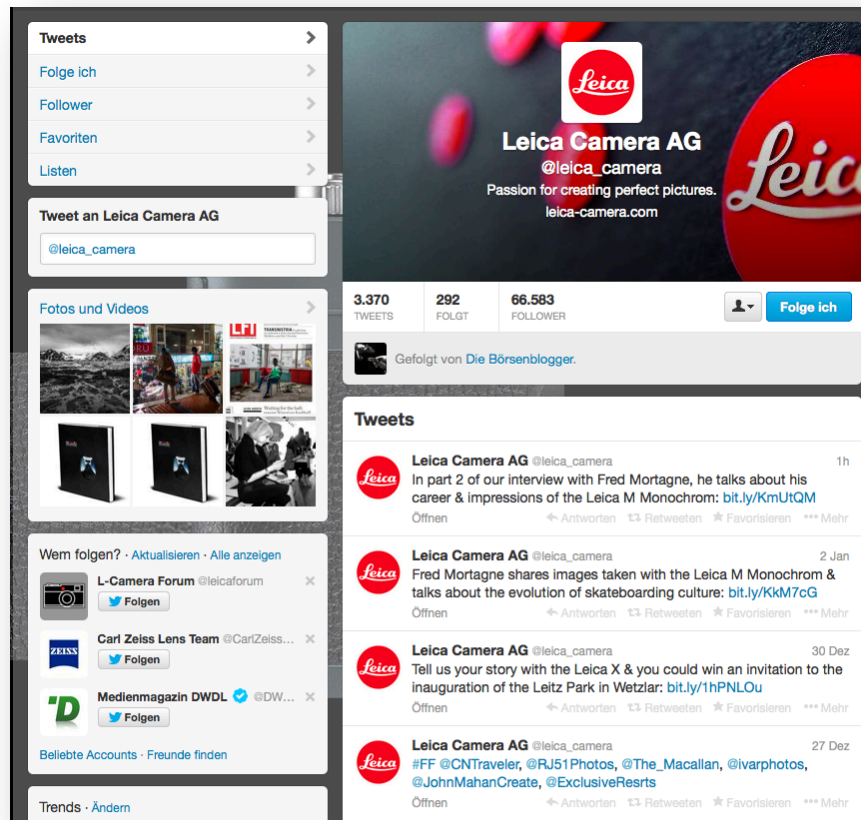 Tweets
Folge ich
Follower
Favoriten
Listen
Tweet an Leica Camera AG
@leica_camera
Fotos und Videos
LFI
Wem folgen? · Aktualisieren · Alle anzeigen
L-Camera Forum @leicaforum
Folgen
ZEISS
Carl Zeiss Lens Team @CarlZeiss...
Folgen
D
Medienmagazin DWDL @DW...
Folgen
Beliebte Accounts · Freunde finden
Trends · Ändern
Leica
Leica
Leica Camera AG
@leica_camera
Passion for creating perfect pictures.
leica-camera.com
3.370 292 66.583
TWEETS FOLGT FOLLOWER
Folge ich
Gefolgt von Die Börsenblogger.
Tweets
Leica
Leica Camera AG @leica_camera 1h
In part 2 of our interview with Fred Mortagne, he talks about his
career & impressions of the Leica M Monochrom: bit.ly/KmUtQM
Öffnen Antworten Retweeten Favorisieren Mehr
Leica
Leica Camera AG @leica_camera 2 Jan
Fred Mortagne shares images taken with the Leica M Monochrom &
talks about the evolution of skateboarding culture: bit.ly/KkM7cG
Öffnen Antworten Retweeten Favorisieren Mehr
Leica
Leica Camera AG @leica_camera 30 Dez
Tell us your story with the Leica X & you could win an invitation to the
inauguration of the Leitz Park in Wetzlar: bit.ly/1hPNLOu
Öffnen Antworten Retweeten Favorisieren Mehr
Leica
Leica Camera AG @leica_camera 27 Dez
#FF @CNTraveler, @RJ51Photos, @The_Macallan, @ivarphotos,
@JohnMahanCreate, @ExclusiveResrts
Öffnen Antworten Retweeten Favorisieren Mehr